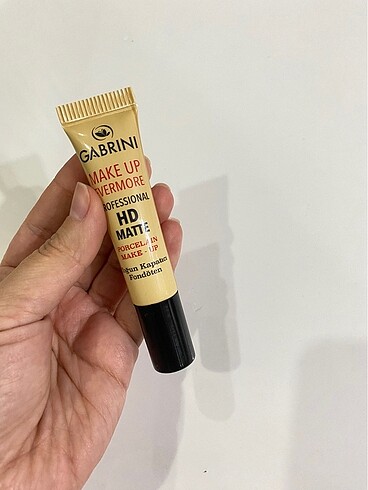 GABRINI
MAKE UP
EVERMORE
PROFESSIONAL
HD
MATTE
PORCELAIN
MAKE-UP
Yoğun Kapatıcı
Fondöten